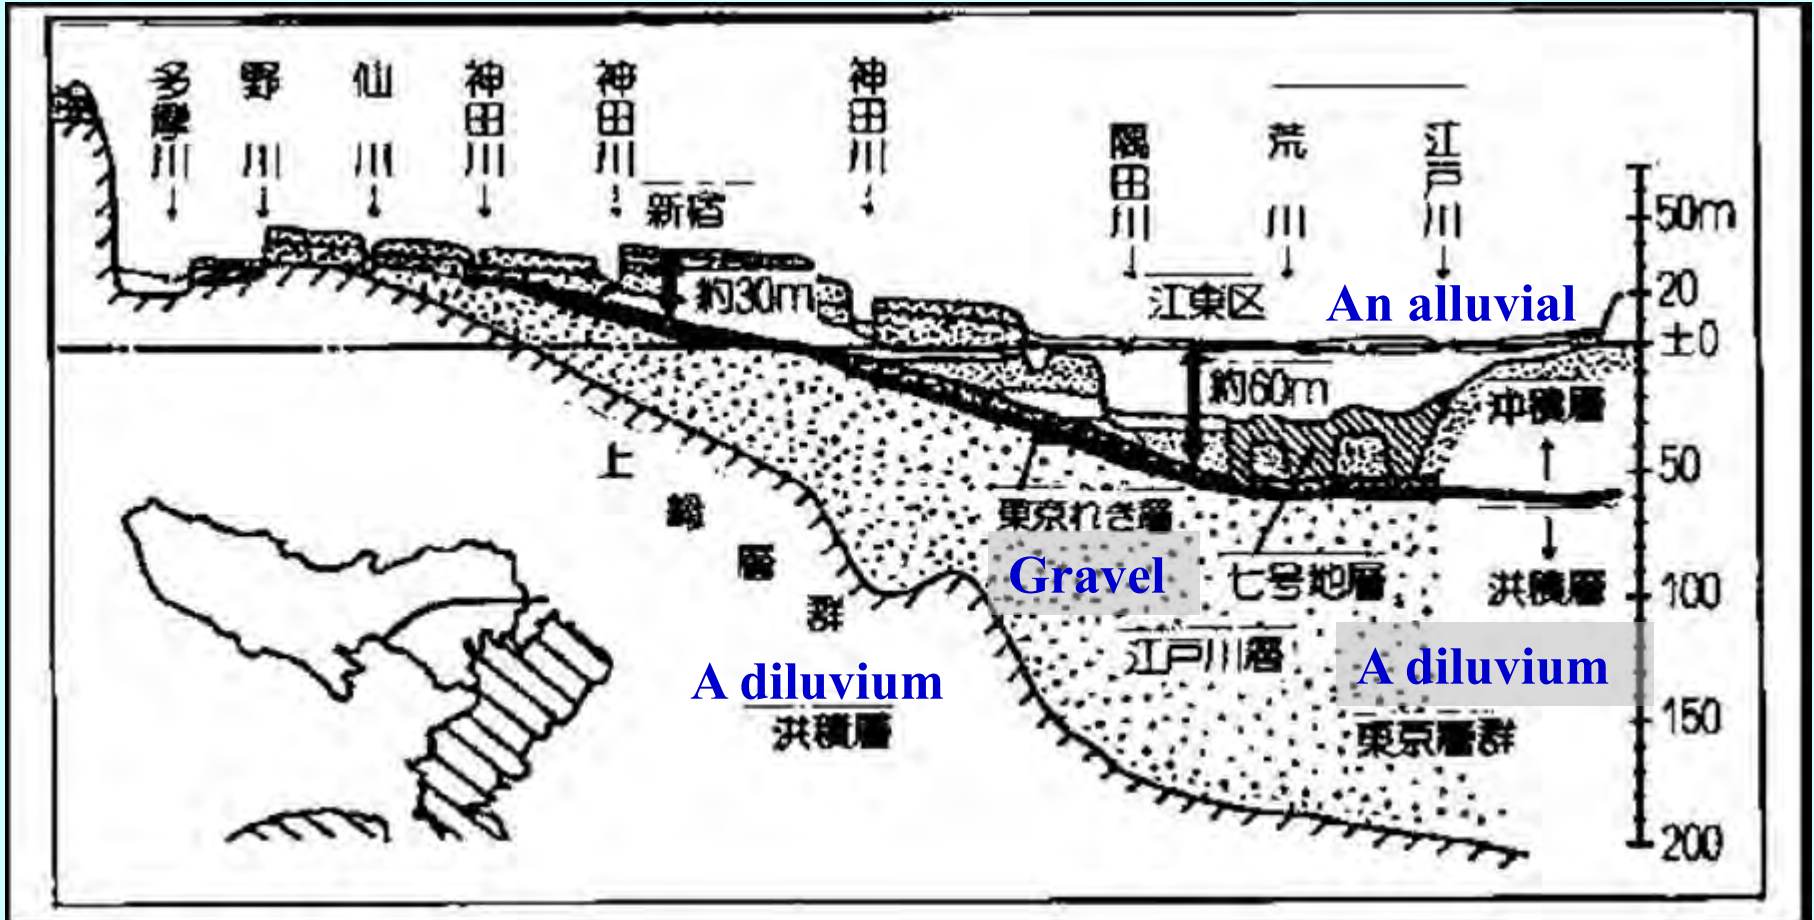 多摩川
野川
仙川
神田川
神田川
神田川
隅田川
荒川
江戸川
新宿
約30m
江東区
An alluvial
50m
20
±0
約60m
沖積層
50
東京れき層
Gravel
七号地層
洪積層
100
江戸川層
上総層群
A diluvium
洪積層
A diluvium
東京層群
150
200